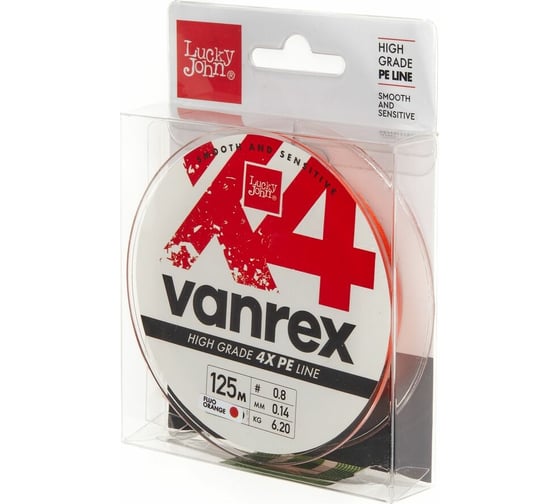 Lucky
John®
HIGH
GRADE
PE LINE
SMOOTH
AND
SENSITIVE
SMOOTH AND SENSITIVE
Lucky
John
X4
vanrex
HIGH GRADE 4X PE LINE
125M
FLUO
ORANGE
# 0.8
MM 0.14
KG 6.20